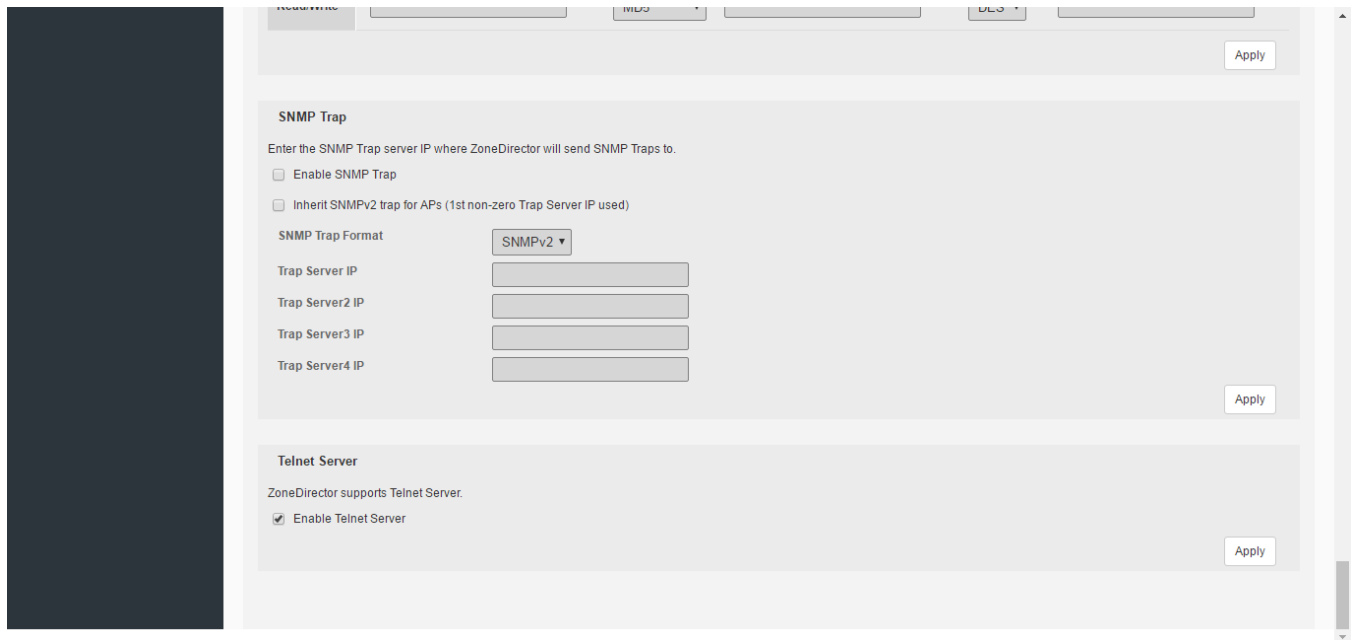 Read/Write MD5 DES
Apply
SNMP Trap
Enter the SNMP Trap server IP where ZoneDirector will send SNMP Traps to.
Enable SNMP Trap
Inherit SNMPv2 trap for APs (1st non-zero Trap Server IP used)
SNMP Trap Format SNMPv2
Trap Server IP
Trap Server2 IP
Trap Server3 IP
Trap Server4 IP
Apply
Telnet Server
ZoneDirector supports Telnet Server.
Enable Telnet Server
Apply